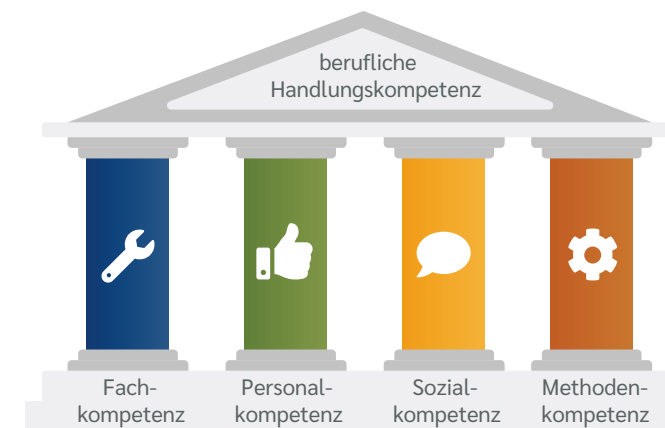 berufliche
Handlungskompetenz
Fach-
kompetenz
Personal-
kompetenz
Sozial-
kompetenz
Methoden-
kompetenz